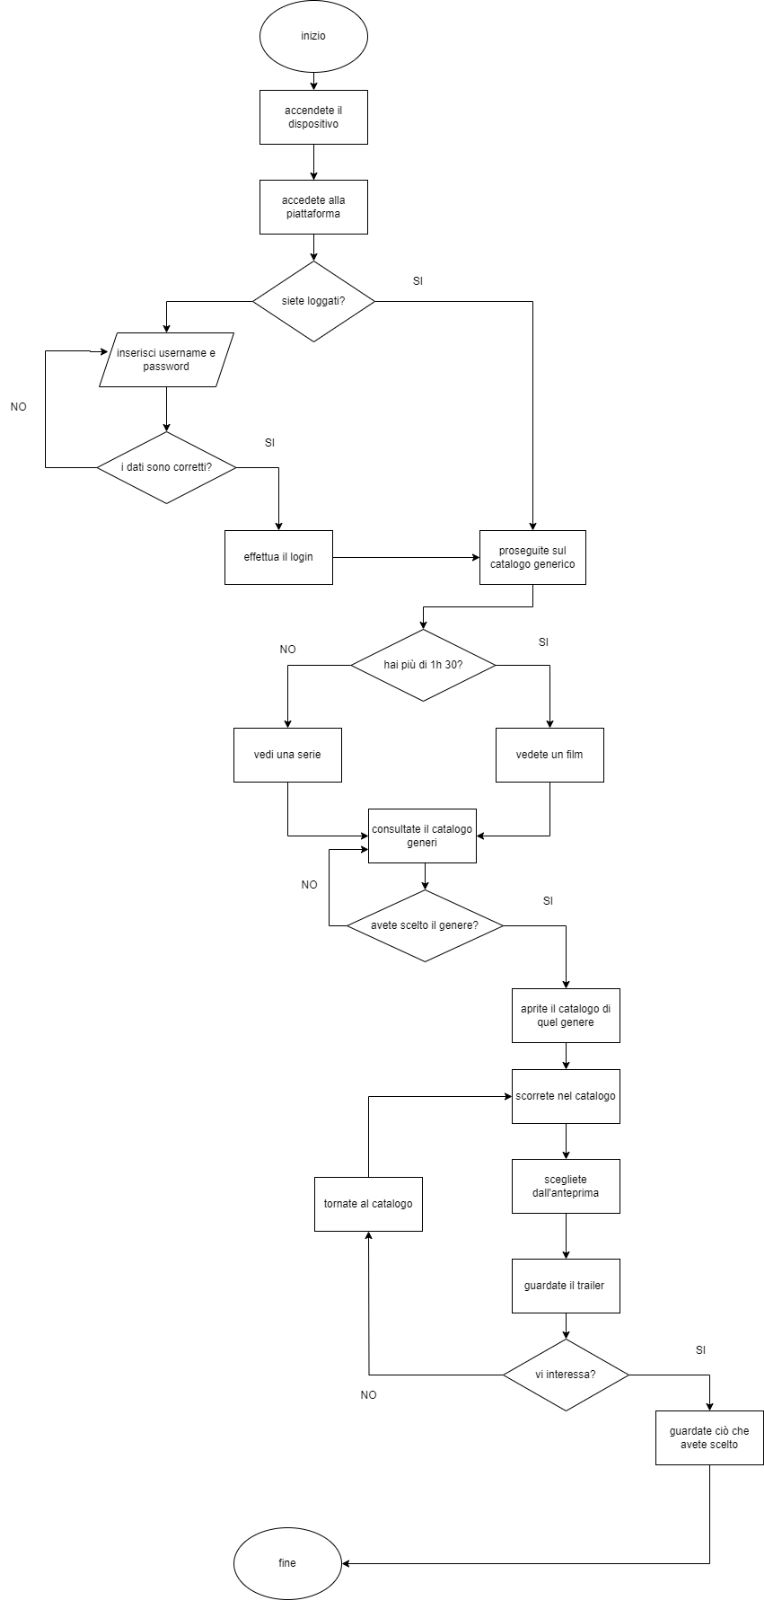 inizio
accendete il
dispositivo
accedete alla
piattaforma
siete loggati?
SI
inserisci username e
password
NO
i dati sono corretti?
SI
effettua il login
proseguite sul
catalogo generico
hai più di 1h 30?
NO
SI
vedi una serie
vedete un film
consultate il catalogo
generi
NO
avete scelto il genere?
SI
aprite il catalogo di
quel genere
scorrete nel catalogo
scegliete
dall'anteprima
tornate al catalogo
guardate il trailer
vi interessa?
SI
NO
guardate ciò che
avete scelto
fine